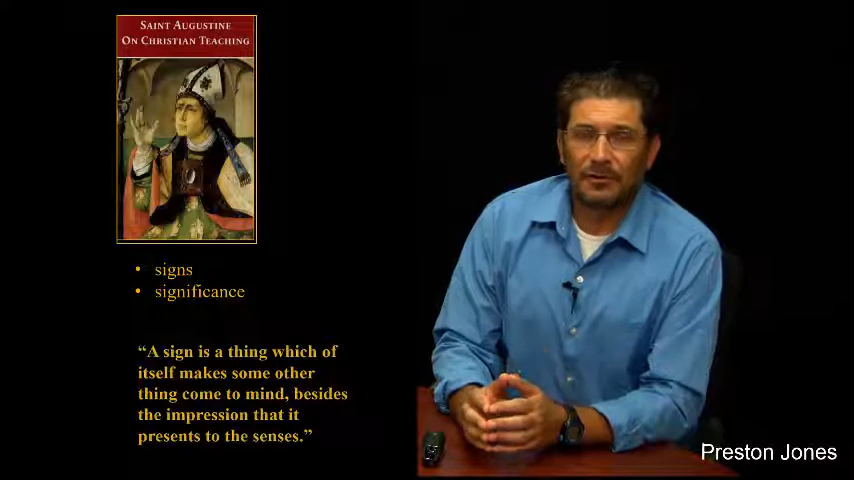 SAINT AUGUSTINE
ON CHRISTIAN TEACHING
• signs
• significance
“A sign is a thing which of
itself makes some other
thing come to mind, besides
the impression that it
presents to the senses.”
Preston Jones